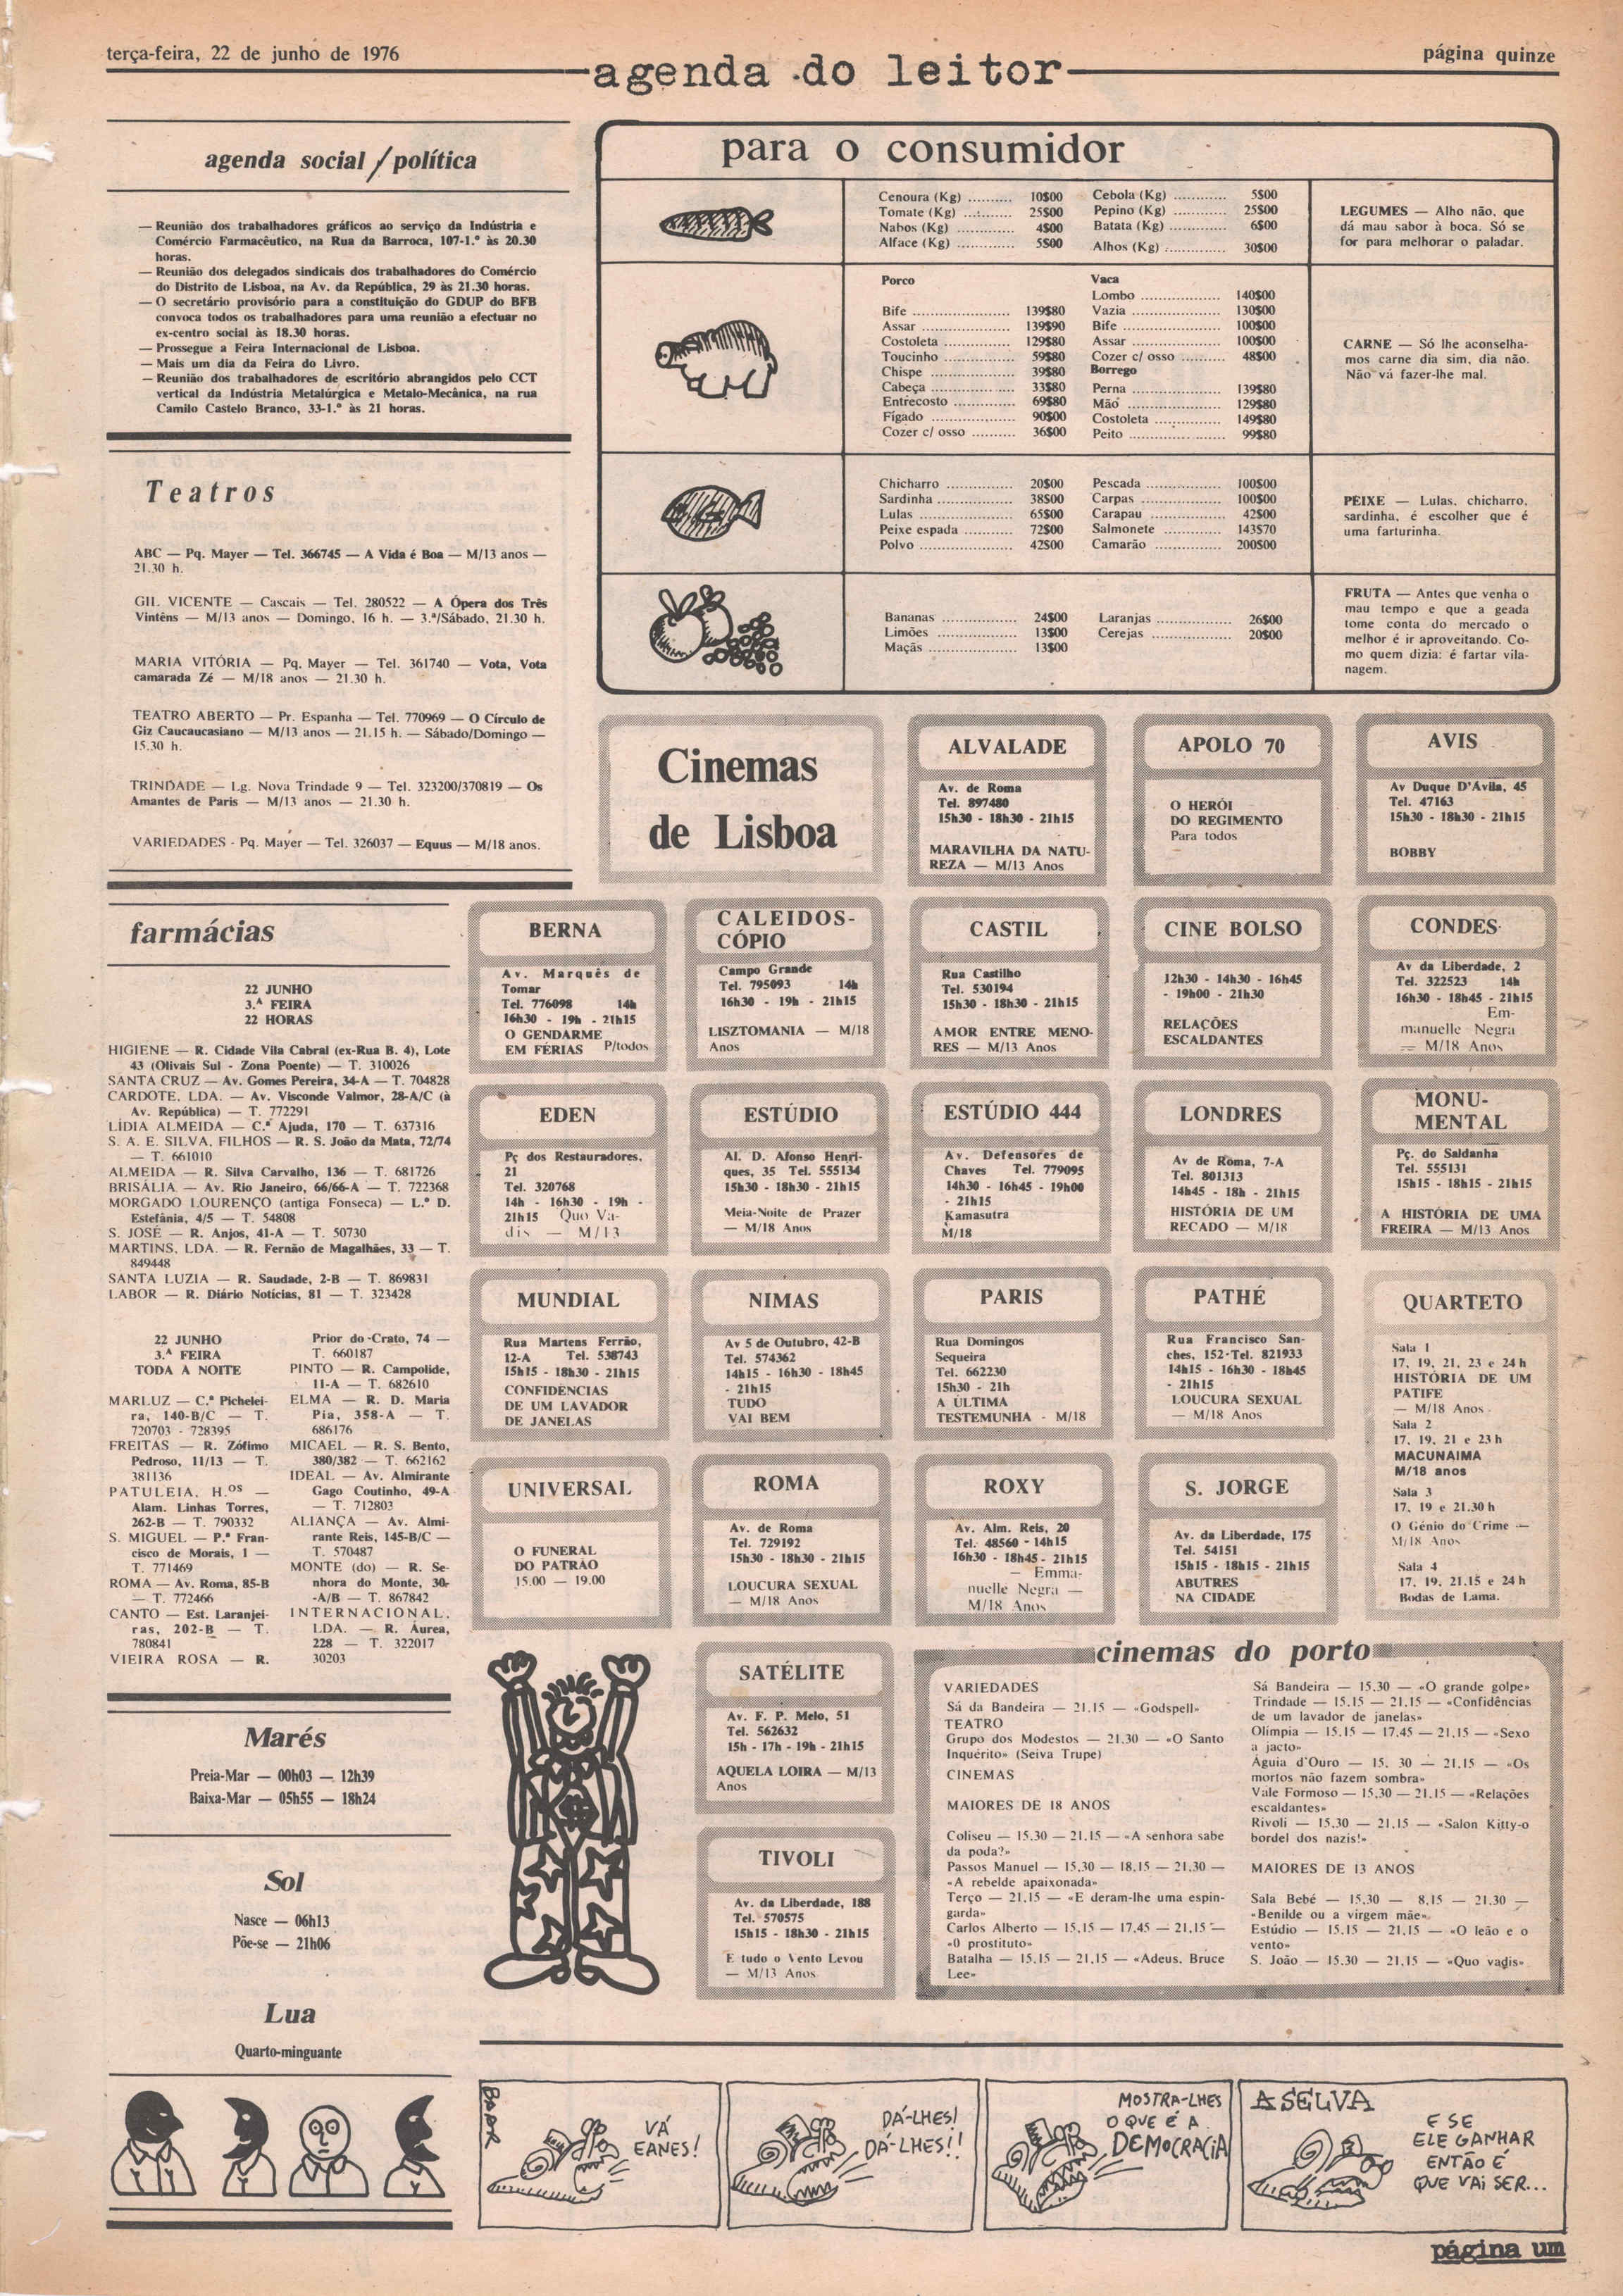 terça-feira, 22 de junho de 1976
agenda do leitor
página quinze
agenda social / política
— Reunião dos trabalhadores gráficos ao serviço da Indústria e
Comércio Farmacêutico, na Rua da Barroca, 107-1.º às 20.30
horas.
— Reunião dos delegados sindicais dos trabalhadores do Comércio
do Distrito de Lisboa, na Av. da República, 29 às 21.30 horas.
— O secretário provisório para a constituição do GDUP do BFB
convoca todos os trabalhadores para uma reunião a efectuar no
ex-centro social às 18.30 horas.
— Prossegue a Feira Internacional de Lisboa.
— Mais um dia da Feira do Livro.
— Reunião dos trabalhadores de escritório abrangidos pelo CCT
vertical da Indústria Metalúrgica e Metalo-Mecânica, na rua
Camilo Castelo Branco, 33-1.º às 21 horas.
Teatros
ABC — Pq. Mayer — Tel. 366745 — A Vida é Boa — M/13 anos —
21.30 h.
GIL VICENTE — Cascais — Tel. 280522 — A Ópera dos Três
Vinténs — M/13 anos — Domingo, 16 h. — 3.ª/Sábado, 21.30 h.
MARIA VITÓRIA — Pq. Mayer — Tel. 361740 — Vota, Vota
camarada Zé — M/18 anos — 21.30 h.
TEATRO ABERTO — Pr. Espanha — Tel. 770969 — O Círculo de
Giz Caucaucasiano — M/13 anos — 21.15 h. — Sábado/Domingo —
15.30 h.
TRINDADE — Lg. Nova Trindade 9 — Tel. 323200/370819 — Os
Amantes de Paris — M/13 anos — 21.30 h.
VARIEDADES - Pq. Mayer — Tel. 326037 — Equus — M/18 anos.
para o consumidor
Cenoura (Kg) .......... 10$00
Tomate (Kg) ........... 25$00
Nabos (Kg) ............. 4$00
Alface (Kg) ............. 5$00
Cebola (Kg) ............ 5$00
Pepino (Kg) ............ 25$00
Batata (Kg) ............. 6$00
Alhos (Kg) .............. 30$00
LEGUMES — Alho não, que
dá mau sabor à boca. Só se
for para melhorar o paladar.
Porco
Bife ...................... 139$80
Assar .................... 139$90
Costoleta ............... 129$80
Toucinho ................ 59$80
Chispe ................... 39$80
Cabeça ................... 33$80
Entrecosto .............. 69$80
Fígado ................... 90$00
Cozer c/ osso .......... 36$00
Vaca
Lombo .................. 140$00
Vazia .................... 130$00
Bife ...................... 100$00
Assar .................... 100$00
Cozer c/ osso .......... 48$00
Borrego
Perna .................... 139$80
Mão ..................... 129$80
Costoleta ............... 149$80
Peito ..................... 99$80
CARNE — Só lhe aconselha-
mos carne dia sim, dia não.
Não vá fazer-lhe mal.
Chicharro ............... 20$00
Sardinha ................. 38$00
Lulas ..................... 65$00
Peixe espada ........... 72$00
Polvo ..................... 42$00
Pescada ................. 100$00
Carpas ................... 100$00
Carapau ................. 42$00
Salmonete .............. 143$70
Camarão ................ 200$00
PEIXE — Lulas, chicharro,
sardinha, é escolher que é
uma farturinha.
Bananas ................. 24$00
Limões .................. 13$00
Maçãs .................... 13$00
Laranjas ................. 26$00
Cerejas .................. 20$00
FRUTA — Antes que venha o
mau tempo e que a geada
tome conta do mercado o
melhor é ir aproveitando. Co-
mo quem dizia: é fartar vila-
nagem.
Cinemas
de Lisboa
ALVALADE
Av. de Roma
Tel. 897480
15h30 - 18h30 - 21h15
MARAVILHA DA NATU-
REZA — M/13 Anos
APOLO 70
O HERÓI
DO REGIMENTO
Para todos
AVIS
Av Duque D'Avila, 45
Tel. 47163
15h30 - 18h30 - 21h15
BOBBY
BERNA
Av. Marquês de
Tomar
Tel. 776098 14h
16h30 - 19h - 21h15
O GENDARME
EM FÉRIAS P/todos
CALEIDOS-
CÓPIO
Campo Grande
Tel. 795093 14h
16h30 - 19h - 21h15
LISZTOMANIA — M/18
Anos
CASTIL
Rua Castilho
Tel. 530194
15h30 - 18h30 - 21h15
AMOR ENTRE MENO-
RES — M/13 Anos
CINE BOLSO
12h30 - 14h30 - 16h45
- 19h00 - 21h30
RELAÇÕES
ESCALDANTES
CONDES
Av da Liberdade, 2
Tel. 322523 14h
16h30 - 18h45 - 21h15
Em-
manuelle Negra
— M/18 Anos
EDEN
Pç dos Restauradores,
21
Tel. 320768
14h - 16h30 - 19h -
21h15 Quo Va-
dis — M/13
ESTÚDIO
Al. D. Afonso Henri-
ques, 35 Tel. 555134
15h30 - 18h30 - 21h15
Meia-Noite de Prazer
— M/18 Anos
ESTÚDIO 444
Av. Defensores de
Chaves Tel. 779095
14h30 - 16h45 - 19h00
- 21h15
Kamasutra
M/18
LONDRES
Av de Roma, 7-A
Tel. 801313
14h45 - 18h - 21h15
HISTÓRIA DE UM
RECADO — M/18
MONU-
MENTAL
Pç. do Saldanha
Tel. 555131
15h15 - 18h15 - 21h15
A HISTÓRIA DE UMA
FREIRA — M/13 Anos
MUNDIAL
Rua Martens Ferrão,
12-A Tel. 538743
15h15 - 18h30 - 21h15
CONFIDENCIAS
DE UM LAVADOR
DE JANELAS
NIMAS
Av 5 de Outubro, 42-B
Tel. 574362
14h15 - 16h30 - 18h45
- 21h15
TUDO
VAI BEM
PARIS
Rua Domingos
Sequeira
Tel. 662230
15h30 - 21h
A ULTIMA
TESTEMUNHA - M/18
PATHÉ
Rua Francisco San-
ches, 152-Tel. 821933
14h15 - 16h30 - 18h45
- 21h15
LOUCURA SEXUAL
— M/18 Anos
QUARTETO
Sala 1
17, 19, 21, 23 e 24 h
HISTÓRIA DE UM
PATIFE
— M/18 Anos
Sala 2
17, 19, 21 e 23 h
MACUNAIMA
M/18 anos
Sala 3
17, 19 e 21.30 h
O Génio do Crime —
M/18 Anos
Sala 4
17, 19, 21.15 e 24 h
Bodas de Lama.
UNIVERSAL
O FUNERAL
DO PATRÃO
15.00 — 19.00
ROMA
Av. de Roma
Tel. 729192
15h30 - 18h30 - 21h15
LOUCURA SEXUAL
— M/18 Anos
ROXY
Av. Alm. Reis, 20
Tel. 48560 - 14h15
16h30 - 18h45 - 21h15
— Emma-
nuelle Negra —
M/18 Anos
S. JORGE
Av. da Liberdade, 175
Tel. 54151
15h15 - 18h15 - 21h15
ABUTRES
NA CIDADE
SATÉLITE
Av. F. P. Melo, 51
Tel. 562632
15h - 17h - 19h - 21h15
AQUELA LOIRA — M/13
Anos
TIVOLI
Av. da Liberdade, 188
Tel. 570575
15h15 - 18h30 - 21h15
E tudo o Vento Levou
— M/13 Anos
farmácias
22 JUNHO
3.ª FEIRA
22 HORAS
HIGIENE — R. Cidade Vila Cabral (ex-Rua B. 4), Lote
43 (Olivais Sul - Zona Poente) — T. 310026
SANTA CRUZ — Av. Gomes Pereira, 34-A — T. 704828
CARDOTE, LDA. — Av. Visconde Valmor, 28-A/C (à
Av. República) — T. 772291
LÍDIA ALMEIDA — C.ª Ajuda, 170 — T. 637316
S. A. E. SILVA, FILHOS — R. S. João da Mata, 72/74
— T. 661010
ALMEIDA — R. Silva Carvalho, 136 — T. 681726
BRISÁLIA — Av. Rio Janeiro, 66/66-A — T. 722368
MORGADO LOURENÇO (antiga Fonseca) — L.º D.
Estefânia, 4/5 — T. 54808
S. JOSÉ — R. Anjos, 41-A — T. 50730
MARTINS, LDA. — R. Fernão de Magalhães, 33 — T.
849448
SANTA LUZIA — R. Saudade, 2-B — T. 869831
LABOR — R. Diário Notícias, 81 — T. 323428
22 JUNHO
3.ª FEIRA
TODA A NOITE
MARLUZ — C.ª Pichelei-
ra, 140-B/C — T.
720703 - 728395
FREITAS — R. Zófimo
Pedroso, 11/13 — T.
381136
PATULEIA, H.OS —
Alam. Linhas Torres,
262-B — T. 790332
S. MIGUEL — P.ª Fran-
cisco de Morais, 1 —
T. 771469
ROMA — Av. Roma, 85-B
— T. 772466
CANTO — Est. Laranjei-
ras, 202-B — T.
780841
VIEIRA ROSA — R.
Prior do Crato, 74 —
T. 660187
PINTO — R. Campolide,
11-A — T. 682610
ELMA — R. D. Maria
Pia, 358-A — T.
686176
MICAEL — R. S. Bento,
380/382 — T. 662162
IDEAL — Av. Almirante
Gago Coutinho, 49-A
— T. 712803
ALIANÇA — Av. Almi-
rante Reis, 145-B/C —
T. 570487
MONTE (do) — R. Se-
nhora do Monte, 30-
-A/B — T. 867842
INTERNACIONAL,
LDA. — R. Áurea,
228 — T. 322017
30203
Marés
Preia-Mar — 00h03 — 12h39
Baixa-Mar — 05h55 — 18h24
Sol
Nasce — 06h13
Põe-se — 21h06
Lua
Quarto-minguante
cinemas do porto
VARIEDADES
Sá da Bandeira — 21.15 — «Godspell»
TEATRO
Grupo dos Modestos — 21.30 — «O Santo
Inquérito» (Seiva Trupe)
CINEMAS
MAIORES DE 18 ANOS
Coliseu — 15.30 — 21.15 — «A senhora sabe
da poda?»
Passos Manuel — 15,30 — 18,15 — 21.30 —
«A rebelde apaixonada»
Terço — 21,15 — «E deram-lhe uma espin-
garda»
Carlos Alberto — 15,15 — 17,45 — 21,15 —
«O prostituto»
Batalha — 15,15 — 21,15 — «Adeus, Bruce
Lee»
Sá Bandeira — 15.30 — «O grande golpe»
Trindade — 15.15 — 21,15 — «Confidências
de um lavador de janelas»
Olímpia — 15,15 — 17,45 — 21,15 — «Sexo
a jacto»
Águia d'Ouro — 15, 30 — 21,15 — «Os
mortos não fazem sombra»
Vale Formoso — 15,30 — 21,15 — «Relações
escaldantes»
Rivoli — 15,30 — 21.15 — «Salon Kitty-o
bordel dos nazis!»
MAIORES DE 13 ANOS
Sala Bebé — 15,30 — 8,15 — 21.30 —
«Benilde ou a virgem mãe»
Estúdio — 15,15 — 21,15 — «O leão e o
vento»
S. João — 15.30 — 21,15 — «Quo vadis»
VÁ
EANES!
DÁ-LHES!
DÁ-LHES!!
MOSTRA-LHES
O QUE É A
DEMOCRACIA
A SELVA
E SE
ELE GANHAR
ENTÃO É
QUE VAI SER...
página um